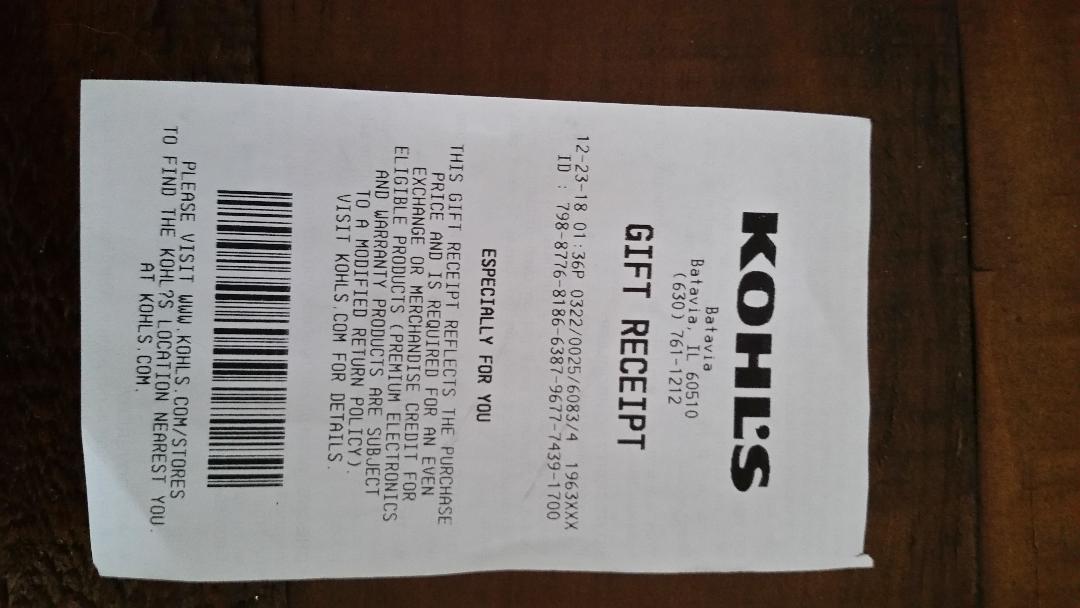 KOHL'S
Batavia
Batavia, IL 60510
(630) 761-1212
GIFT RECEIPT
12-23-18 01:36P 0322/0025/6083/4 1963XXX
ID : 798-8776-8186-6387-9677-7439-1700
ESPECIALLY FOR YOU
THIS GIFT RECEIPT REFLECTS THE PURCHASE
PRICE AND IS REQUIRED FOR AN EVEN
EXCHANGE OR MERCHANDISE CREDIT FOR
ELIGIBLE PRODUCTS (PREMIUM ELECTRONICS
AND WARRANTY PRODUCTS ARE SUBJECT
TO A MODIFIED RETURN POLICY).
VISIT KOHLS.COM FOR DETAILS.
PLEASE VISIT WWW.KOHLS.COM/STORES
TO FIND THE KOHL'S LOCATION NEAREST YOU.
AT KOHLS.COM.